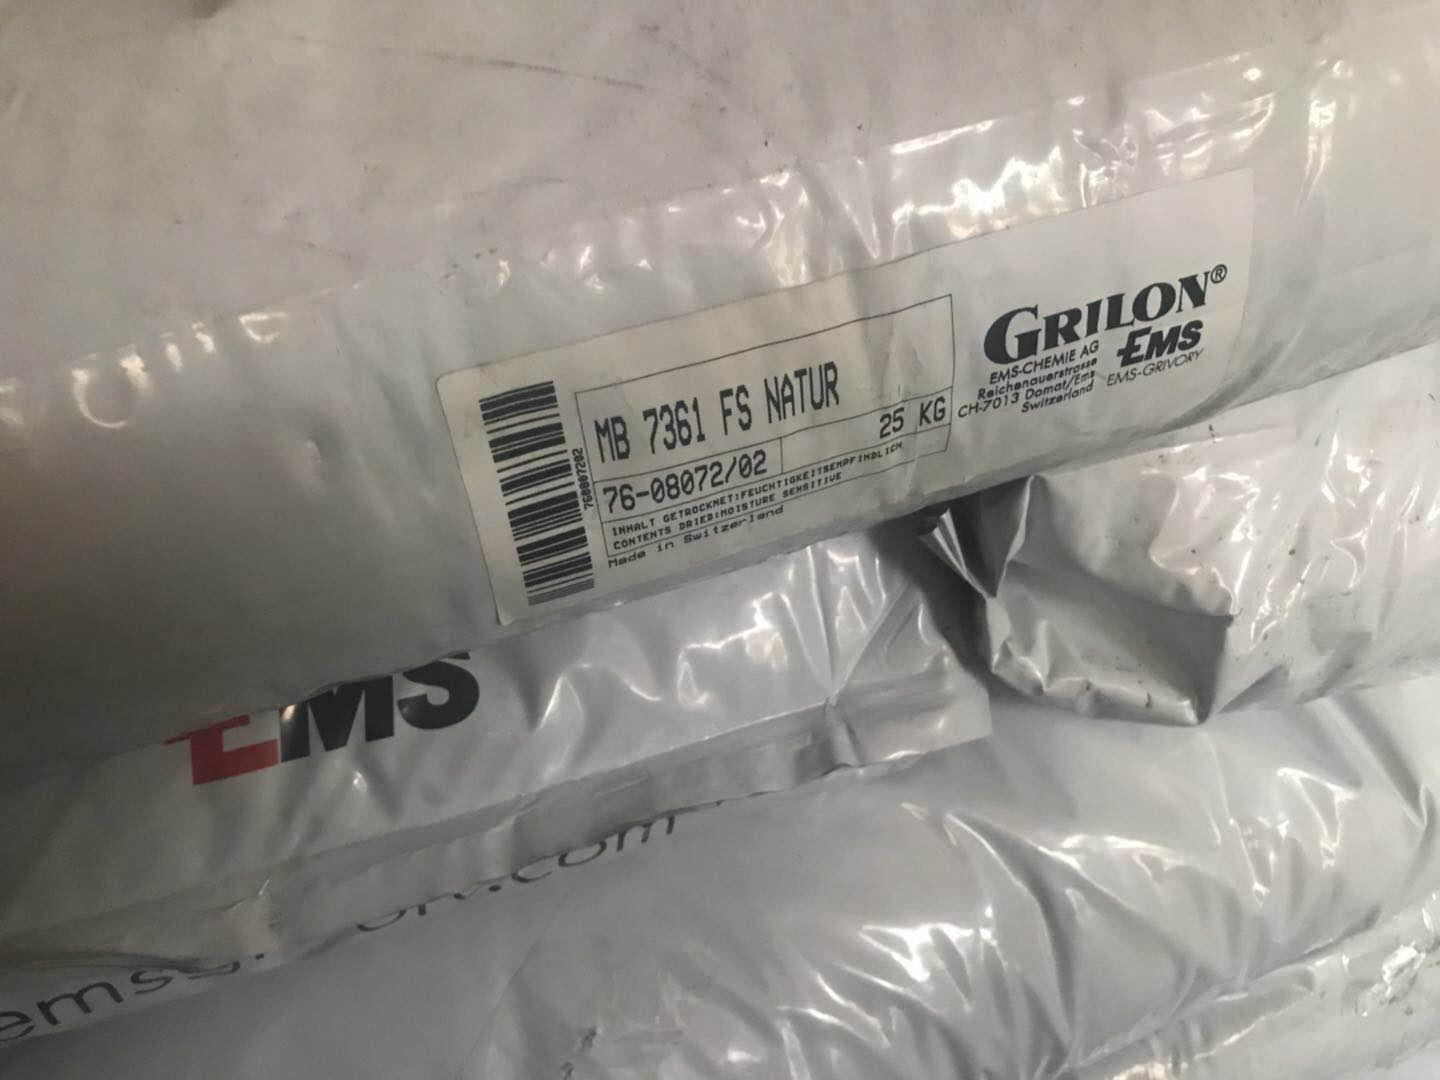 MB 7361 FS NATUR
76-08072/02
25 KG
INHALT GETROCKNET:FEUCHTIGKEITSEMPFINDLICH
CONTENTS DRIED:MOISTURE SENSITIVE
Made in Switzerland
760807202
GRILON®
EMS-CHEMIE AG
Reichenauerstrasse
CH-7013 Domat/Ems
Switzerland
EMS
EMS-GRIVORY
EMS